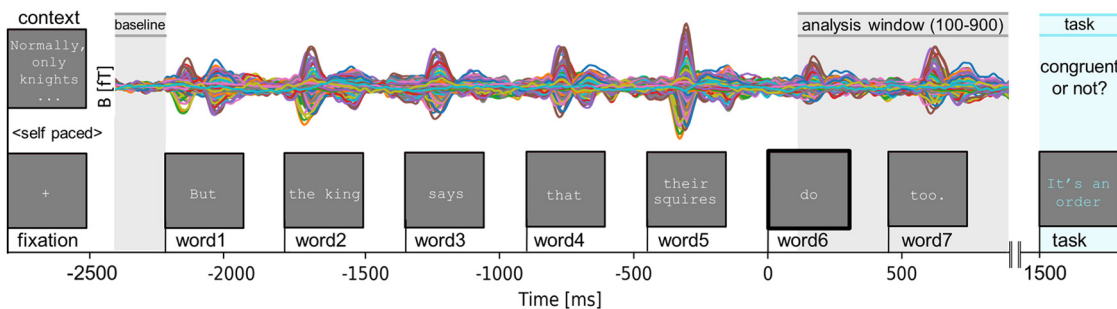 context
Normally,
only
knights
...
<self paced>
baseline
B [fT]
analysis window (100-900)
task
congruent
or not?
+
But
the king
says
that
their
squires
do
too.
It's an
order
fixation
word1
word2
word3
word4
word5
word6
word7
task
-2500
-2000
-1500
-1000
-500
0
500
1500
Time [ms]